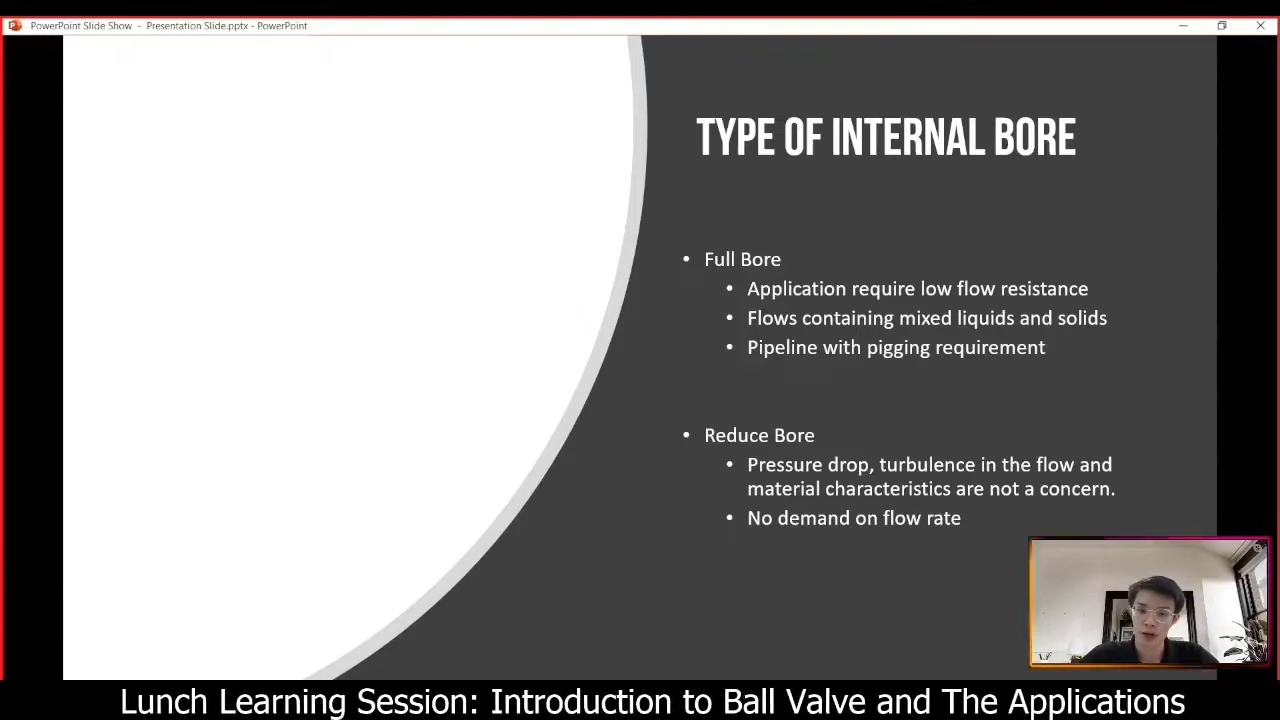 PowerPoint Slide Show - Presentation Slide.pptx - PowerPoint
TYPE OF INTERNAL BORE
• Full Bore
• Application require low flow resistance
• Flows containing mixed liquids and solids
• Pipeline with pigging requirement
• Reduce Bore
• Pressure drop, turbulence in the flow and
material characteristics are not a concern.
• No demand on flow rate
Lunch Learning Session: Introduction to Ball Valve and The Applications